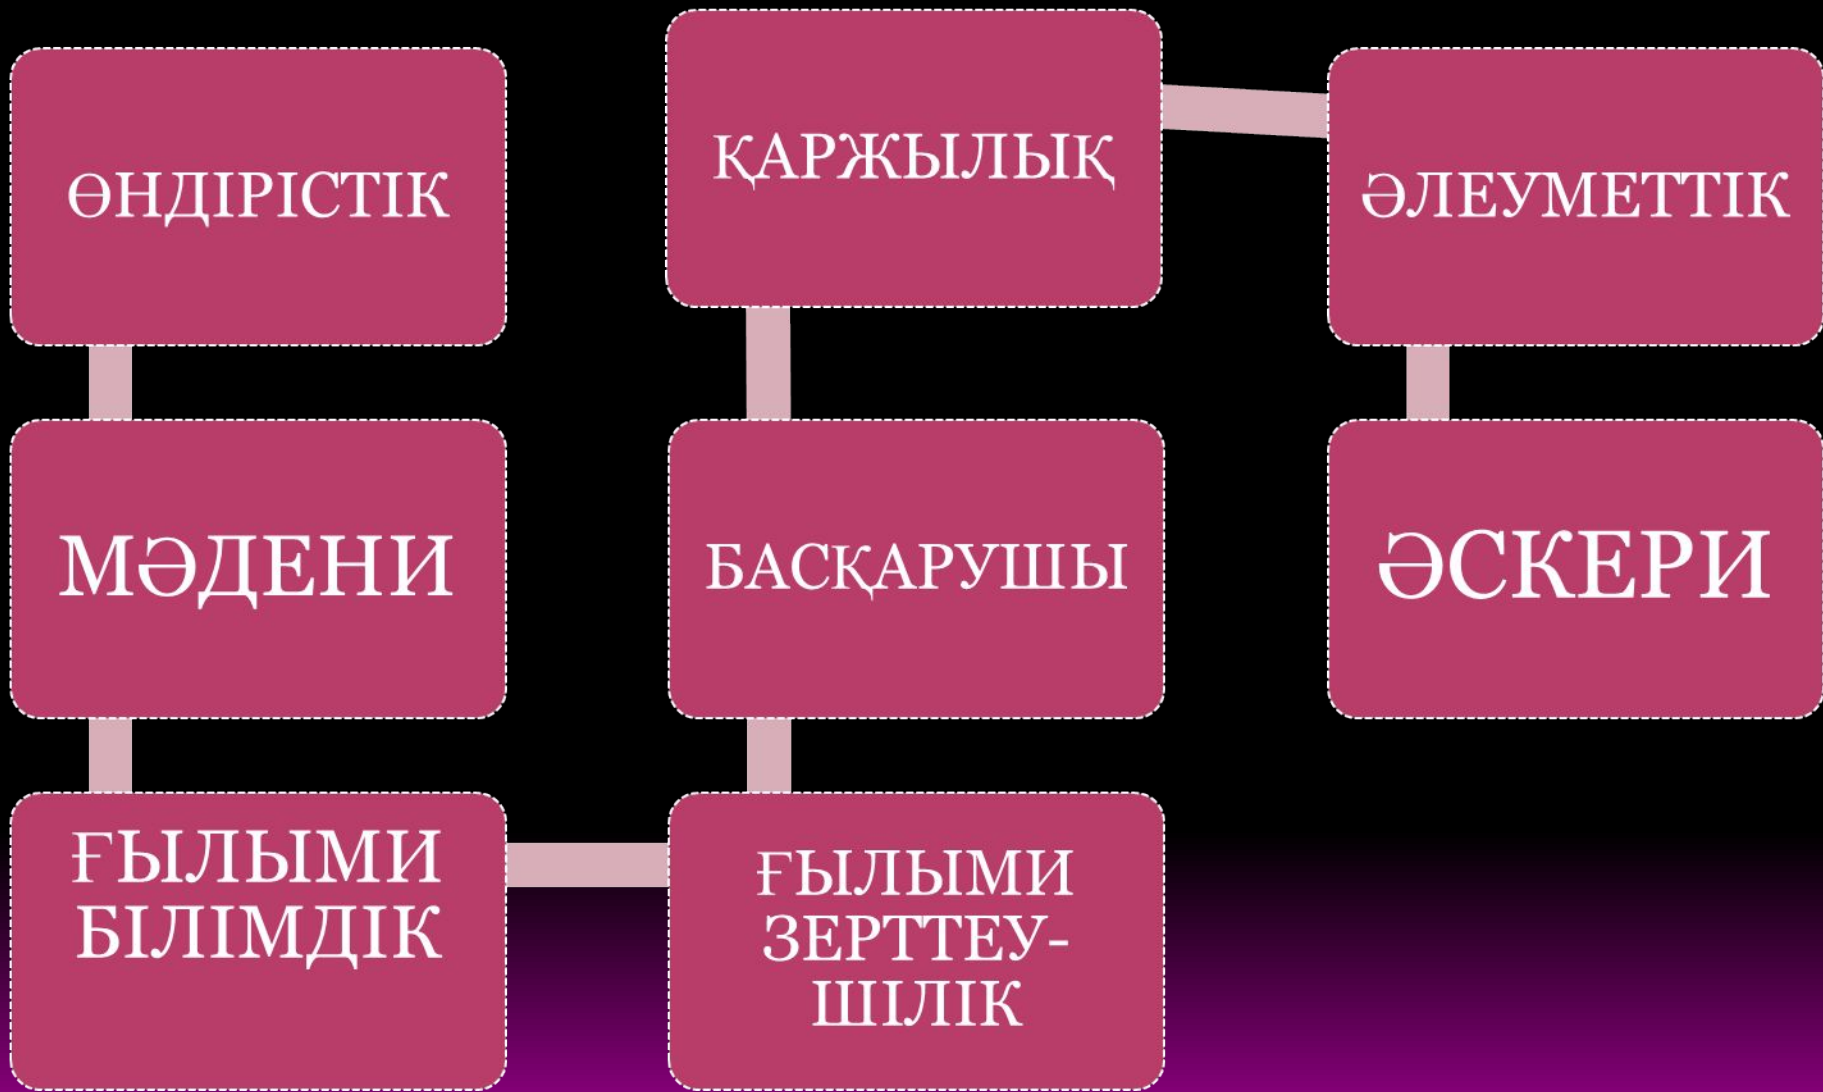 ӨНДІРІСТІК
МӘДЕНИ
ҒЫЛЫМИ
БІЛІМДІК
ҒЫЛЫМИ
ЗЕРТТЕУ-
ШІЛІК
БАСҚАРУШЫ
ҚАРЖЫЛЫҚ
ӘЛЕУМЕТТІК
ӘСКЕРИ